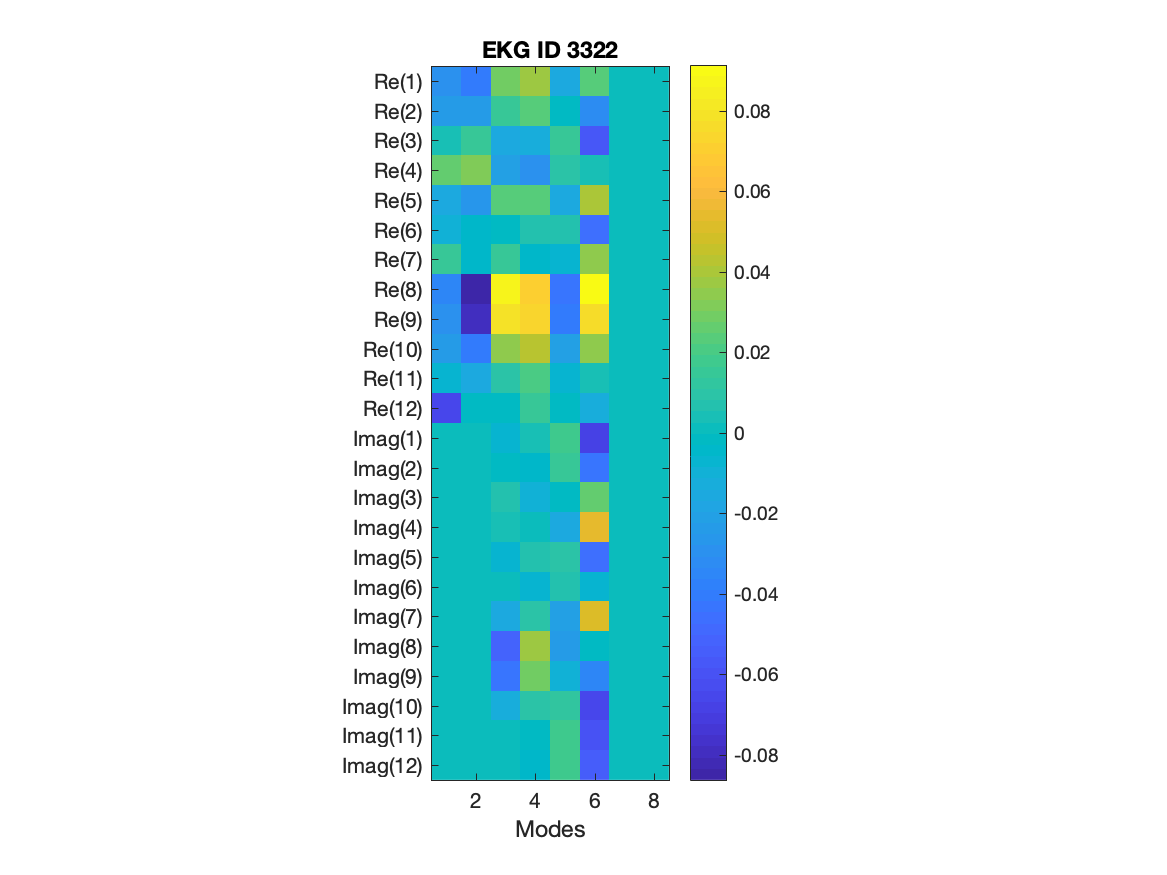 EKG ID 3322
Re(1)
Re(2)
Re(3)
Re(4)
Re(5)
Re(6)
Re(7)
Re(8)
Re(9)
Re(10)
Re(11)
Re(12)
Imag(1)
Imag(2)
Imag(3)
Imag(4)
Imag(5)
Imag(6)
Imag(7)
Imag(8)
Imag(9)
Imag(10)
Imag(11)
Imag(12)
2 4 6 8
Modes
0.08
0.06
0.04
0.02
0
-0.02
-0.04
-0.06
-0.08